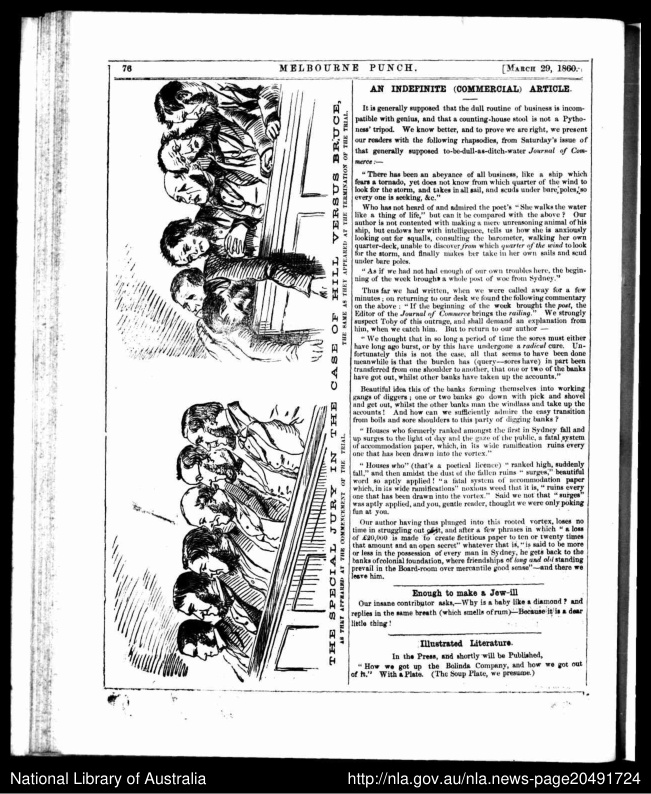 76
MELBOURNE PUNCH.
[MARCH 29, 1860.
THE SPECIAL JURY IN THE CASE OF HILL VERSUS BRUCE,
AS THEY APPEARED AT THE COMMENCEMENT OF THE TRIAL.
THE SAME AS THEY APPEARED AT THE TERMINATION OF THE TRIAL.
AN INDEFINITE (COMMERCIAL) ARTICLE.
It is generally supposed that the dull routine of business is incom-
patible with genius, and that a counting-house stool is not a Pytho-
ness' tripod. We know better, and to prove we are right, we present
our readers with the following rhapsodies, from Saturday's issue of
that generally supposed to-be-dull-as-ditch-water Journal of Com-
merce:—
"There has been an abeyance of all business, like a ship which
fears a tornado, yet does not know from which quarter of the wind to
look for the storm, and takes in all sail, and scuds under bare poles, so
every one is seeking, &c."
Who has not heard of and admired the poet's "She walks the water
like a thing of life," but can it be compared with the above? Our
author is not contented with making a mere unreasoning animal of his
ship, but endows her with intelligence, tells us how she is anxiously
looking out for squalls, consulting the barometer, walking her own
quarter-deck, unable to discover from which quarter of the wind to look
for the storm, and finally makes her take in her own sails and scud
under bare poles.
"As if we had not had enough of our own troubles here, the begin-
ning of the week brought a whole post of woe from Sydney."
Thus far we had written, when we were called away for a few
minutes; on returning to our desk we found the following commentary
on the above: "If the beginning of the week brought the post, the
Editor of the Journal of Commerce brings the railing." We strongly
suspect Toby of this outrage, and shall demand an explanation from
him, when we catch him. But to return to our author —
"We thought that in so long a period of time the sores must either
have long ago burst, or by this have undergone a radical cure. Un-
fortunately this is not the case, all that seems to have been done
meanwhile is that the burden has (query—sores have) in part been
transferred from one shoulder to another, that one or two of the banks
have got out, whilst other banks have taken up the accounts."
Beautiful idea this of the banks forming themselves into working
gangs of diggers; one or two banks go down with pick and shovel
and get out, whilst the other banks man the windlass and take up the
accounts! And how can we sufficiently admire the easy transition
from boils and sore shoulders to this party of digging banks?
"Houses who formerly ranked amongst the first in Sydney fall and
up surges to the light of day and the gaze of the public, a fatal system
of accommodation paper, which, in its wide ramification ruins every
one that has been drawn into the vortex."
"Houses who" (that's a poetical licence) "ranked high, suddenly
fall," and then amidst the dust of the fallen ruins "surges," beautiful
word so aptly applied! "a fatal system of accommodation paper
which, in its wide ramifications" noxious weed that it is, "ruins every
one that has been drawn into the vortex." Said we not that "surges"
was aptly applied, and you, gentle reader, thought we were only poking
fun at you.
Our author having thus plunged into this rooted vortex, loses no
time in struggling out of it, and after a few phrases in which "a loss
of £20,000 is made to create fictitious paper to ten or twenty times
that amount and an open secret" whatever that is, "is said to be more
or less in the possession of every man in Sydney, he gets back to the
banks of colonial foundation, where friendships of long and old standing
prevail in the Board-room over mercantile good sense"—and there we
leave him.
Enough to make a Jew-ill
Our insane contributor asks,—Why is a baby like a diamond? and
replies in the same breath (which smells of rum)—Because it is a dear
little thing!
Illustrated Literature.
In the Press, and shortly will be Published,
"How we got up the Bolinda Company, and how we got out
of it." With a Plate. (The Soup Plate, we presume.)
National Library of Australia
http://nla.gov.au/nla.news-page20491724